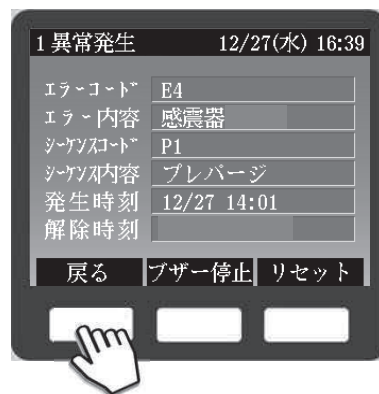 1 異常発生 12/27(水) 16:39
エラーコード E4
エラー内容 感震器
シーケンスコード P1
シーケンス内容 プレパージ
発生時刻 12/27 14:01
解除時刻
戻る ブザー停止 リセット